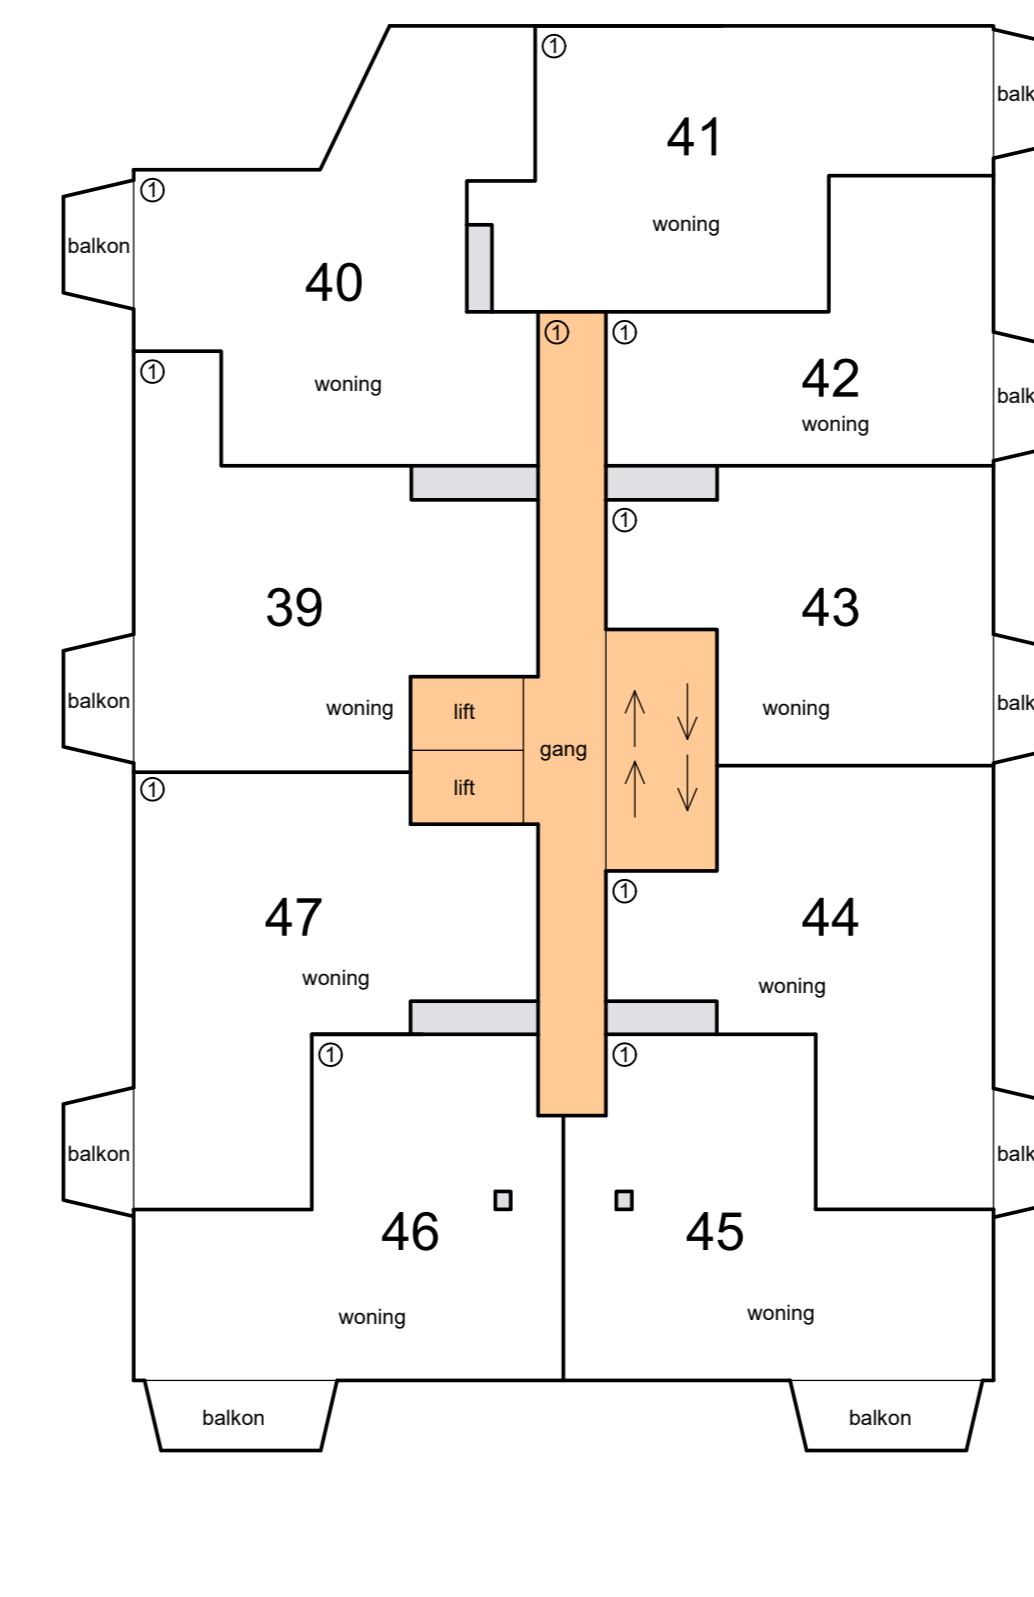 ①
41
balk
①
balkon
woning
40
①
①
①
woning
42
balk
woning
①
39
43
①
balkon
woning
lift
gang
woning
balk
lift
①
①
47
44
woning
woning
①
①
balkon
balk
46
45
woning
woning
balkon
balkon